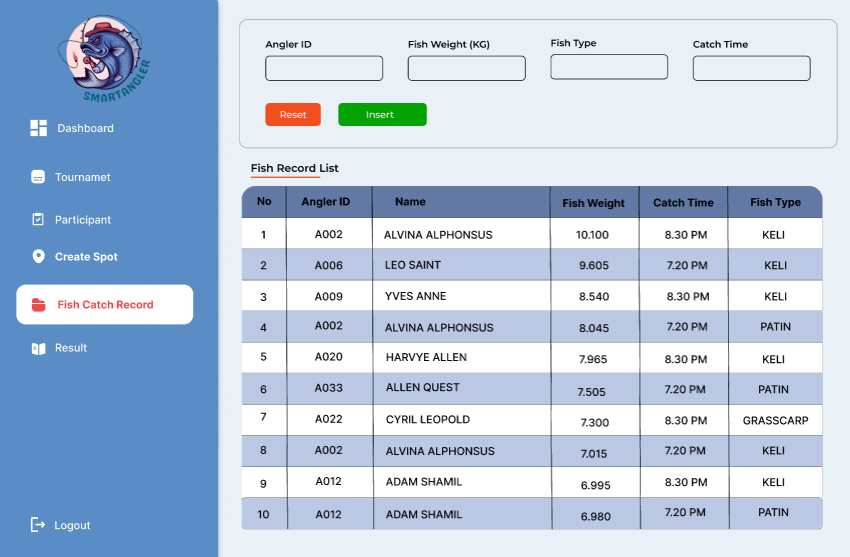 SMARTANGLER
Dashboard
Tournamet
Participant
Create Spot
Fish Catch Record
Result
Logout
Angler ID Fish Weight (KG) Fish Type Catch Time
Reset Insert
Fish Record List
No Angler ID Name Fish Weight Catch Time Fish Type
1 A002 ALVINA ALPHONSUS 10.100 8.30 PM KELI
2 A006 LEO SAINT 9.605 7.20 PM KELI
3 A009 YVES ANNE 8.540 8.30 PM KELI
4 A002 ALVINA ALPHONSUS 8.045 7.20 PM PATIN
5 A020 HARVYE ALLEN 7.965 8.30 PM KELI
6 A033 ALLEN QUEST 7.505 7.20 PM PATIN
7 A022 CYRIL LEOPOLD 7.300 8.30 PM GRASSCARP
8 A002 ALVINA ALPHONSUS 7.015 7.20 PM KELI
9 A012 ADAM SHAMIL 6.995 8.30 PM KELI
10 A012 ADAM SHAMIL 6.980 7.20 PM PATIN